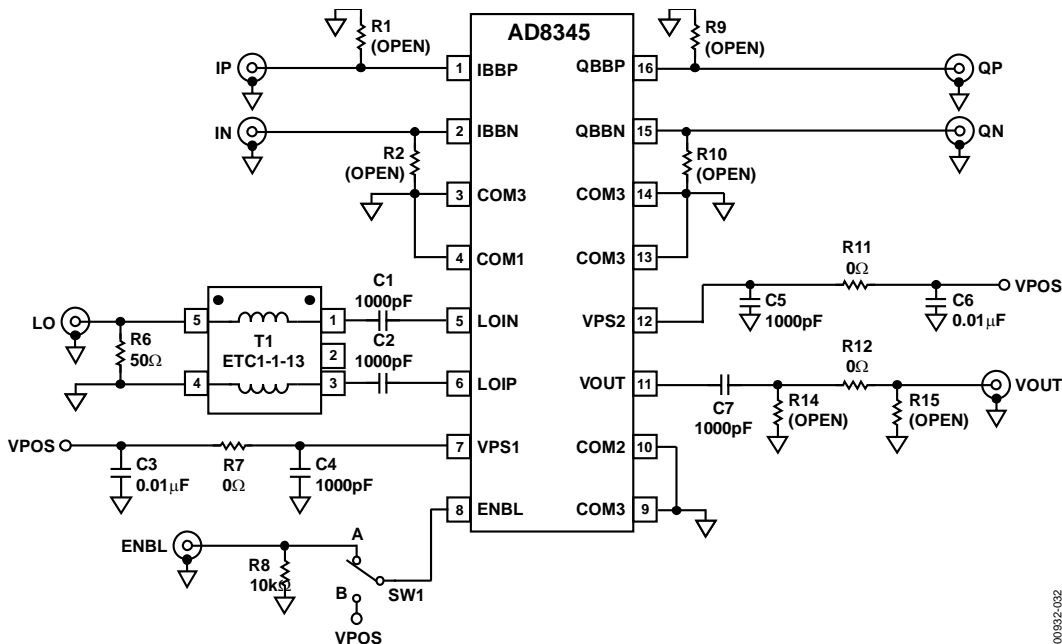 AD8345
R1
(OPEN)
R9
(OPEN)
IP
1
IBBP
QBBP
16
QP
IN
2
IBBN
QBBN
15
QN
R2
(OPEN)
R10
(OPEN)
3
COM3
COM3
14
4
COM1
COM3
13
R11
0Ω
C1
1000pF
LO
5
1
5
LOIN
VPS2
12
C5
1000pF
C6
0.01µF
VPOS
R6
50Ω
T1
ETC1-1-13
2
C2
1000pF
R12
0Ω
4
3
6
LOIP
VOUT
11
C7
1000pF
R14
(OPEN)
R15
(OPEN)
VOUT
VPOS
7
VPS1
COM2
10
C3
0.01µF
R7
0Ω
C4
1000pF
8
ENBL
COM3
9
ENBL
A
R8
10kΩ
B
SW1
VPOS
00932-032